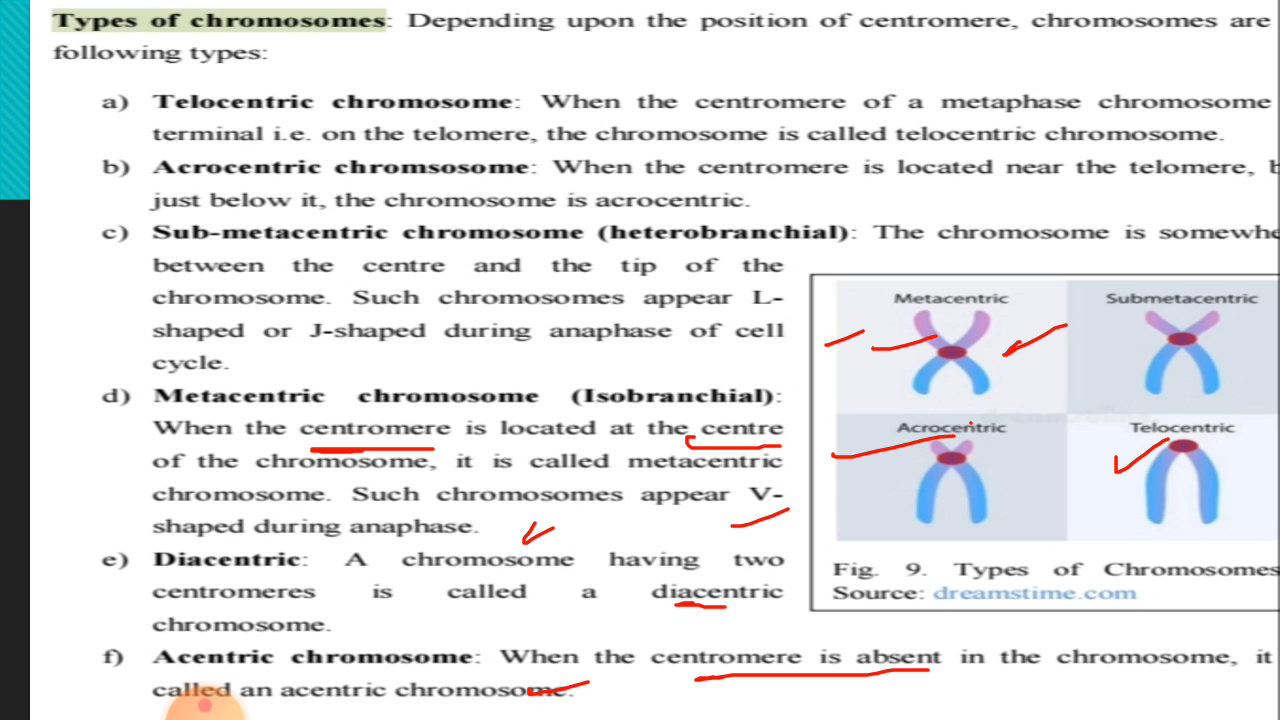 Types of chromosomes: Depending upon the position of centromere, chromosomes are
following types:
a) Telocentric chromosome: When the centromere of a metaphase chromosome
terminal i.e. on the telomere, the chromosome is called telocentric chromosome.
b) Acrocentric chromsosome: When the centromere is located near the telomere,
just below it, the chromosome is acrocentric.
c) Sub-metacentric chromosome (heterobranchial): The chromosome is somewhe
between the centre and the tip of the
chromosome. Such chromosomes appear L-
shaped or J-shaped during anaphase of cell
cycle.
d) Metacentric chromosome (Isobranchial):
When the centromere is located at the centre
of the chromosome, it is called metacentric
chromosome. Such chromosomes appear V-
shaped during anaphase.
e) Diacentric: A chromosome having two
centromeres is called a diacentric
chromosome.
Metacentric Submetacentric
Acrocentric Telocentric
Fig. 9. Types of Chromosomes
Source: dreamstime.com
f) Acentric chromosome: When the centromere is absent in the chromosome, it
called an acentric chromosome.